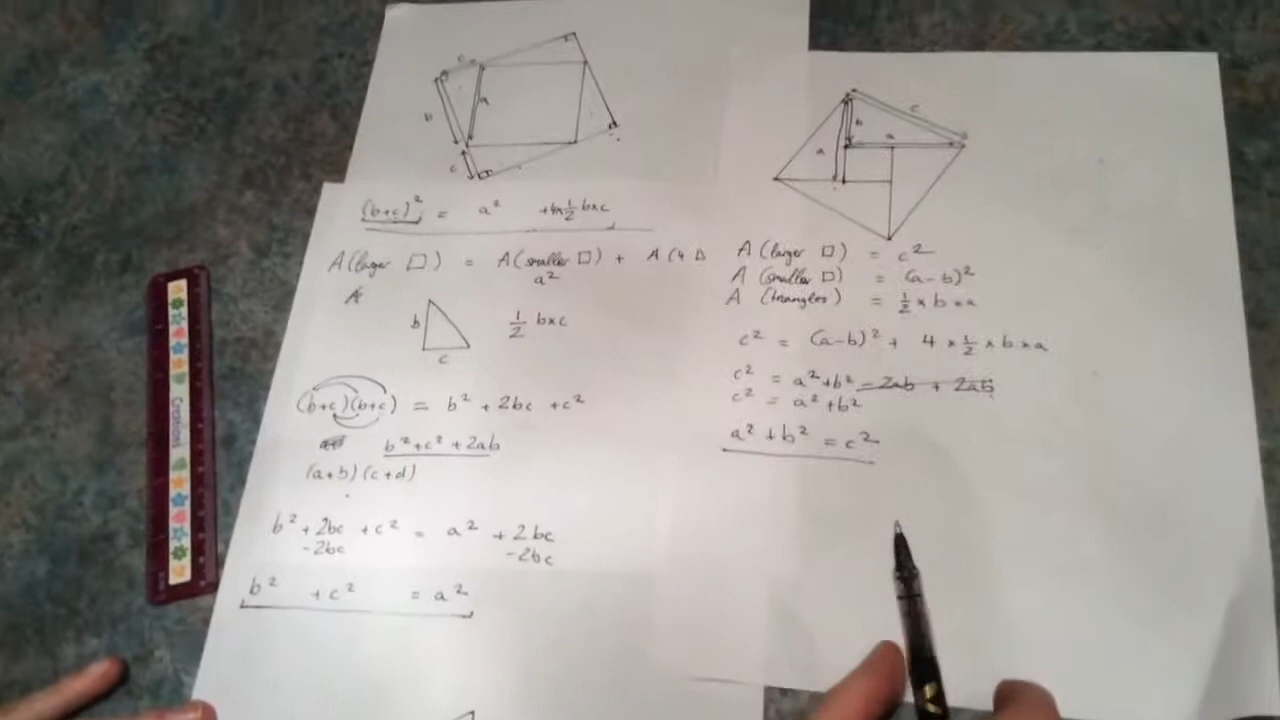 c
b
a
c
(b+c)² = a² +4×½ b×c
A (larger □) = A (smaller □) + A (4 △
a²
A
b
c
½ b×c
(b+c)(b+c) = b² + 2bc + c²
b²+c² + 2ab
(a+b) (c+d)
b² + 2bc + c² = a² + 2bc
-2bc -2bc
b² + c² = a²
c
b
a
a
A (larger □) = c²
A (smaller □) = (a-b)²
A (triangles) = ½ × b × a
c² = (a-b)² + 4 × ½ × b × a
c² = a²+b² - 2ab + 2ab
c² = a²+b²
a² + b² = c²
Creations